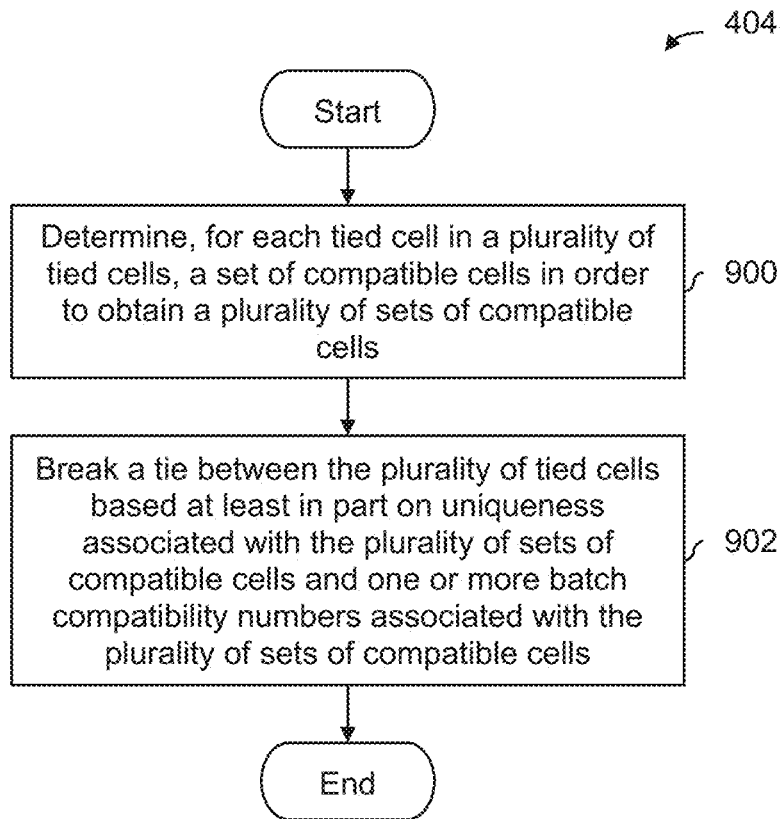 404
Start
Determine, for each tied cell in a plurality of
tied cells, a set of compatible cells in order
to obtain a plurality of sets of compatible
cells
900
Break a tie between the plurality of tied cells
based at least in part on uniqueness
associated with the plurality of sets of
compatible cells and one or more batch
compatibility numbers associated with the
plurality of sets of compatible cells
902
End